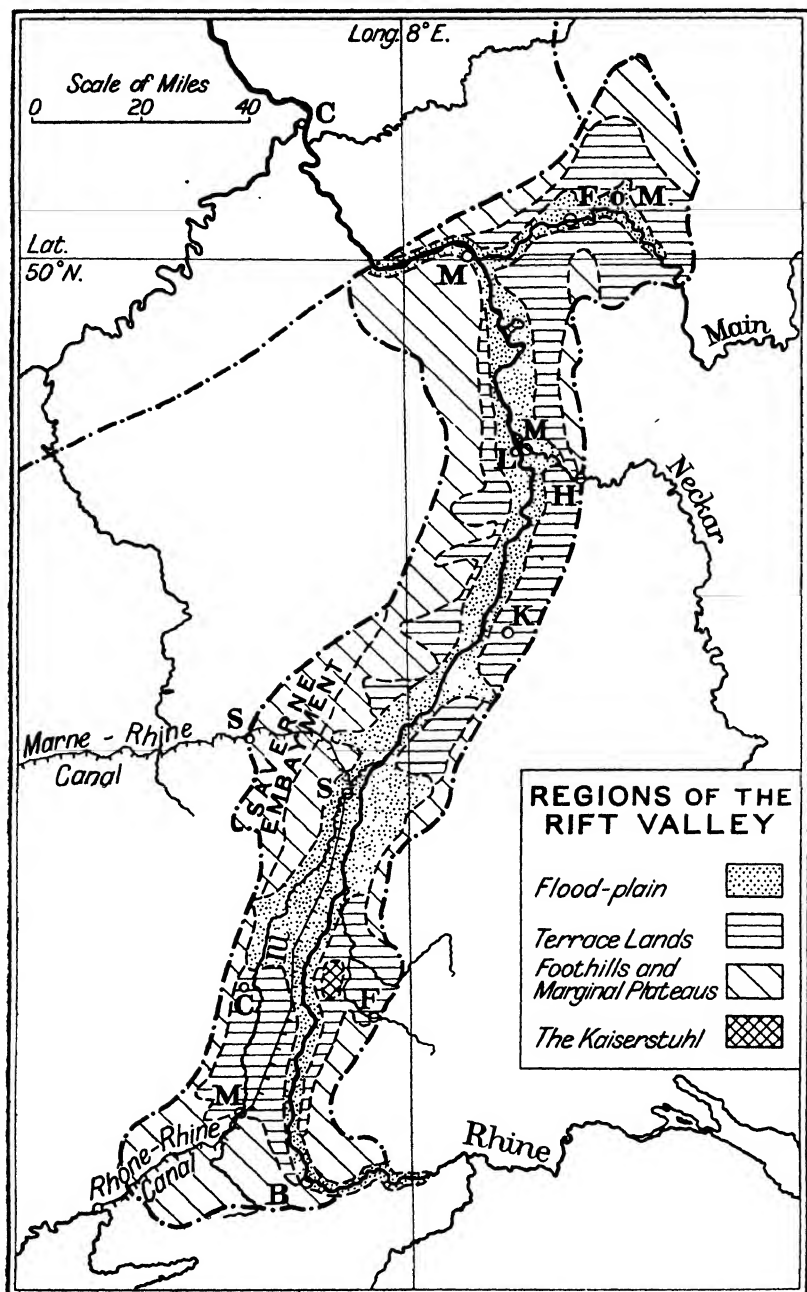 Long. 8° E.
Scale of Miles
0 20 40
C
F. o. M.
Lat.
50° N.
M
Main
R.
M
L
Neckar
H
K
SAVERNE
EMBAYMENT
S
Marne - Rhine
Canal
S
REGIONS OF THE
RIFT VALLEY
Flood-plain
Terrace Lands
Foothills and
Marginal Plateaus
The Kaiserstuhl
Ill
C
F
M
Rhone-Rhine
Canal
Rhine
B